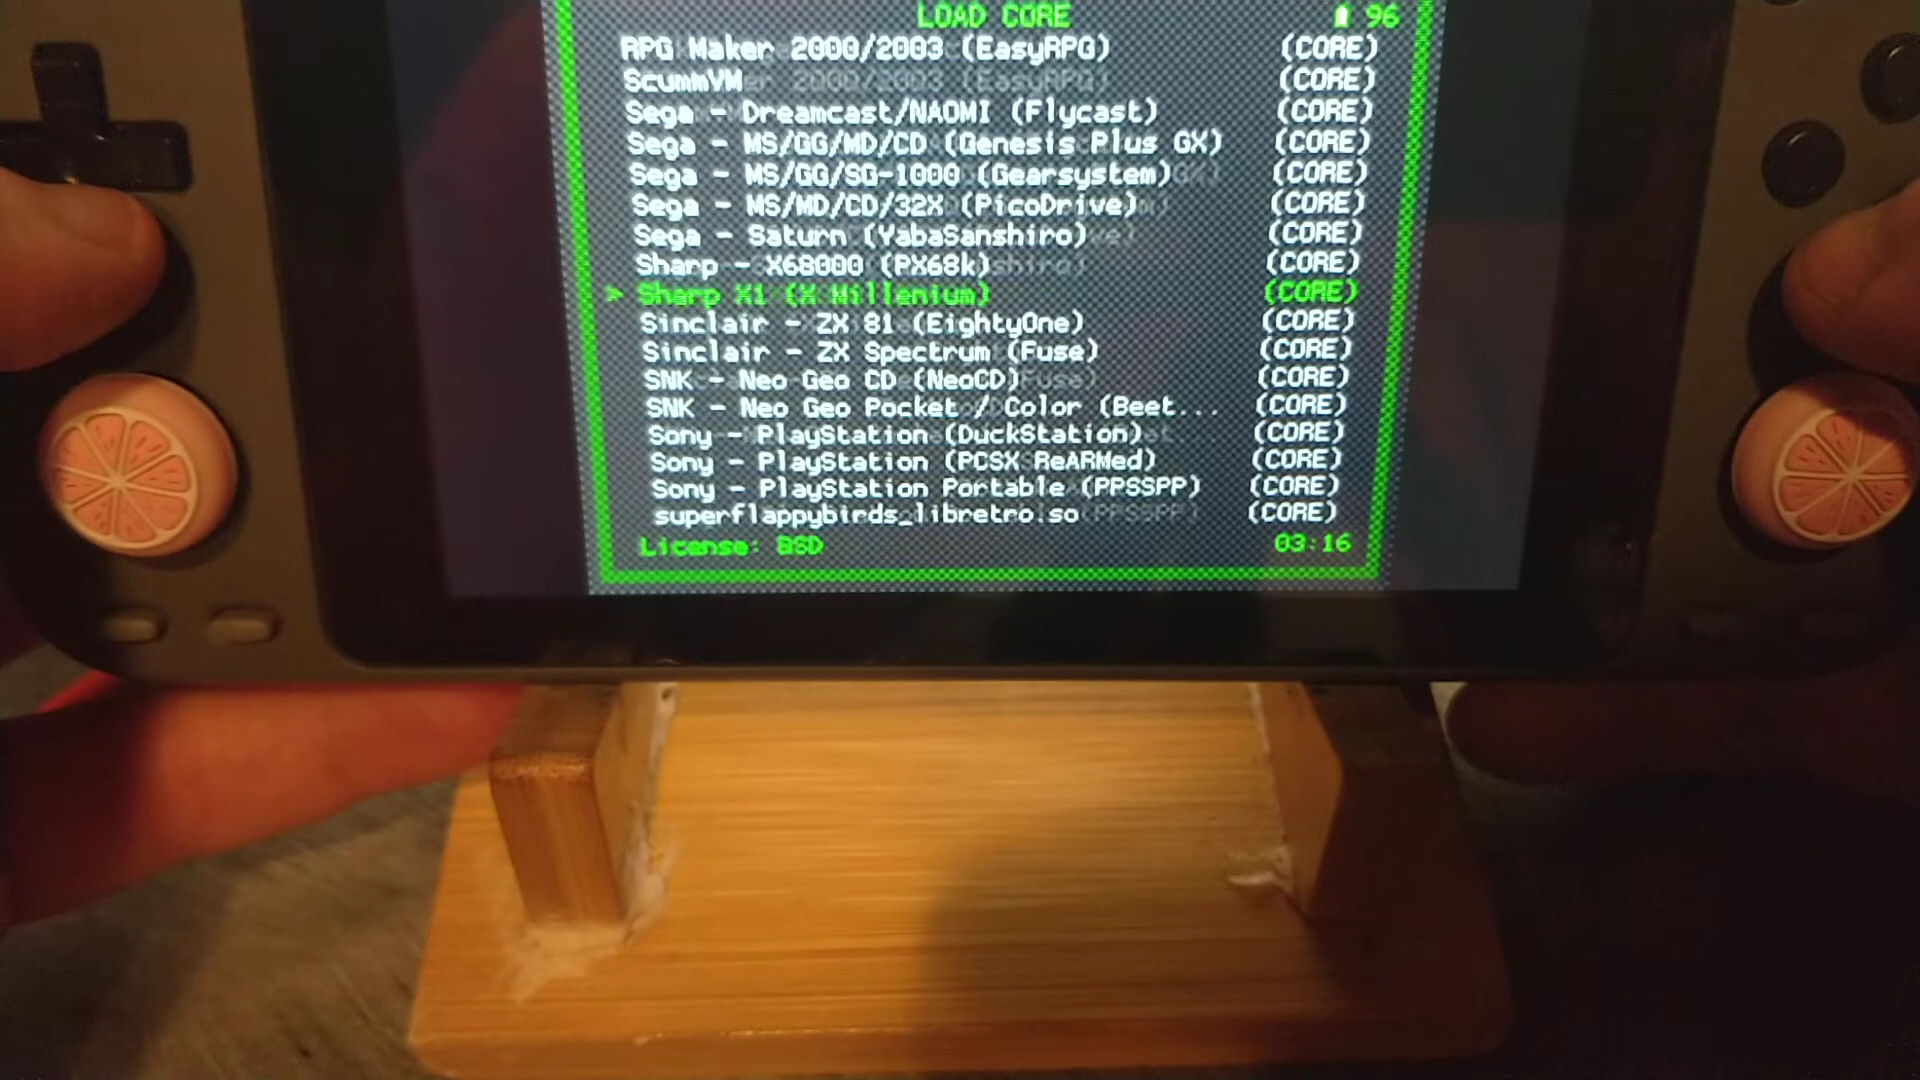 LOAD CORE 96
RPG Maker 2000/2003 (EasyRPG) (CORE)
ScummVM (CORE)
Sega - Dreamcast/NAOMI (Flycast) (CORE)
Sega - MS/GG/MD/CD (Genesis Plus GX) (CORE)
Sega - MS/GG/SG-1000 (Gearsystem) (CORE)
Sega - MS/MD/CD/32X (PicoDrive) (CORE)
Sega - Saturn (YabaSanshiro) (CORE)
Sharp - X68000 (PX68k) (CORE)
> Sharp X1 (X Millenium) (CORE)
Sinclair - ZX 81 (EightyOne) (CORE)
Sinclair - ZX Spectrum (Fuse) (CORE)
SNK - Neo Geo CD (NeoCD) (CORE)
SNK - Neo Geo Pocket / Color (Beet... (CORE)
Sony - PlayStation (DuckStation) (CORE)
Sony - PlayStation (PCSX ReARMed) (CORE)
Sony - PlayStation Portable (PPSSPP) (CORE)
superflappybirds_libretro.so (CORE)
License: BSD 03:16